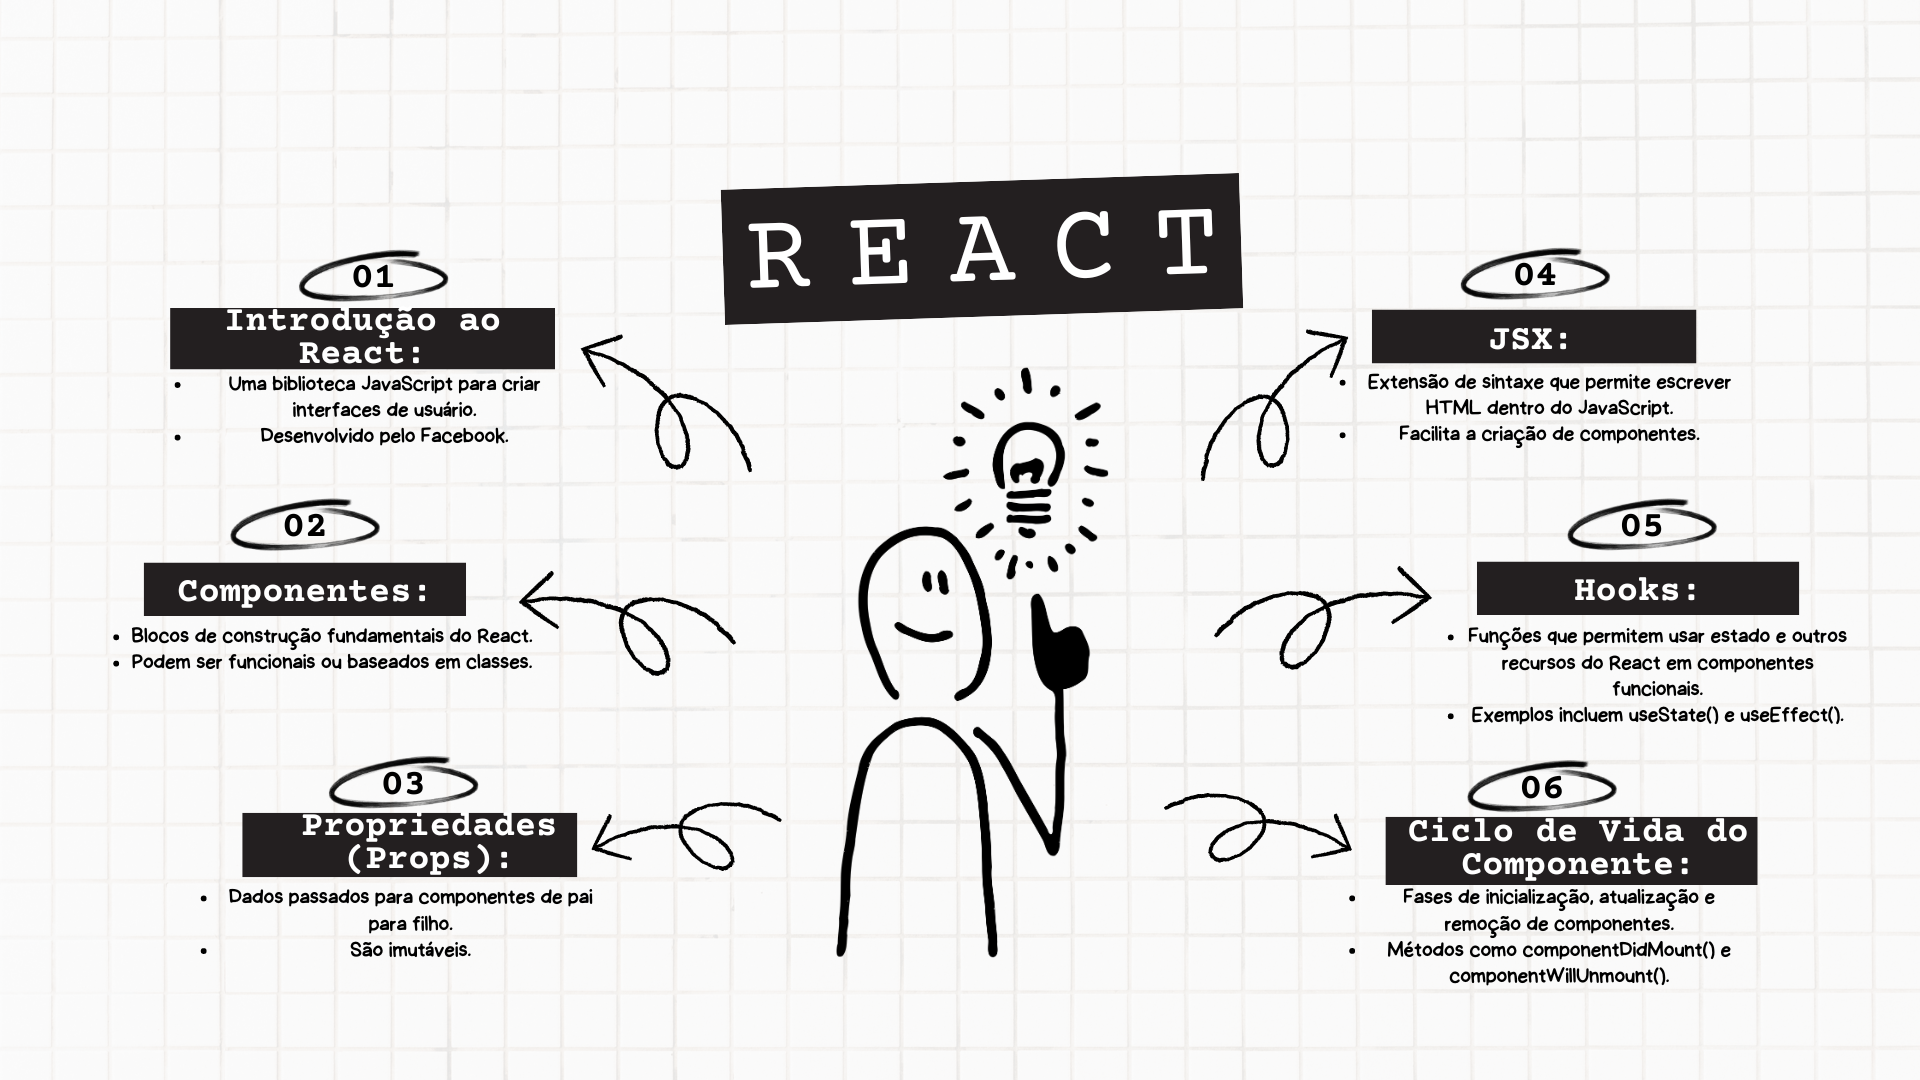 REACT
01
Introdução ao
React:
• Uma biblioteca JavaScript para criar
interfaces de usuário.
• Desenvolvido pelo Facebook.
02
Componentes:
• Blocos de construção fundamentais do React.
• Podem ser funcionais ou baseados em classes.
03
Propriedades
(Props):
• Dados passados para componentes de pai
para filho.
• São imutáveis.
04
JSX:
• Extensão de sintaxe que permite escrever
HTML dentro do JavaScript.
• Facilita a criação de componentes.
05
Hooks:
• Funções que permitem usar estado e outros
recursos do React em componentes
funcionais.
• Exemplos incluem useState() e useEffect().
06
Ciclo de Vida do
Componente:
• Fases de inicialização, atualização e
remoção de componentes.
• Métodos como componentDidMount() e
componentWillUnmount().